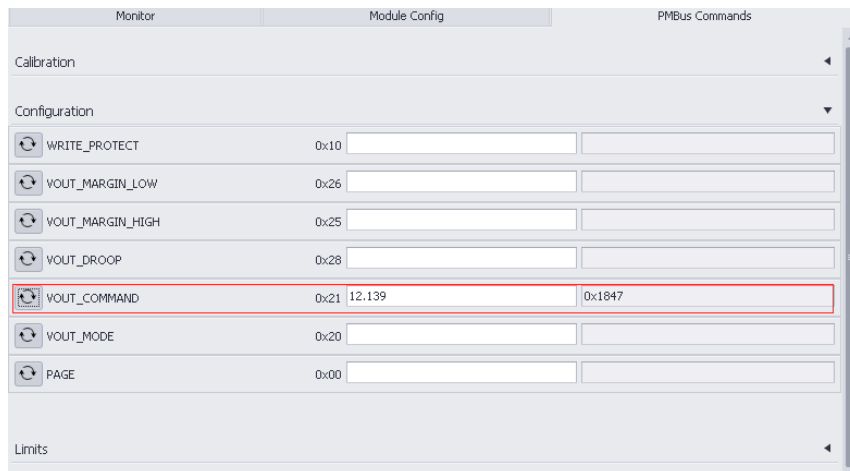 Monitor Module Config PMBus Commands
Calibration
Configuration
WRITE_PROTECT 0x10
VOUT_MARGIN_LOW 0x26
VOUT_MARGIN_HIGH 0x25
VOUT_DROOP 0x28
VOUT_COMMAND 0x21 12.139 0x1847
VOUT_MODE 0x20
PAGE 0x00
Limits